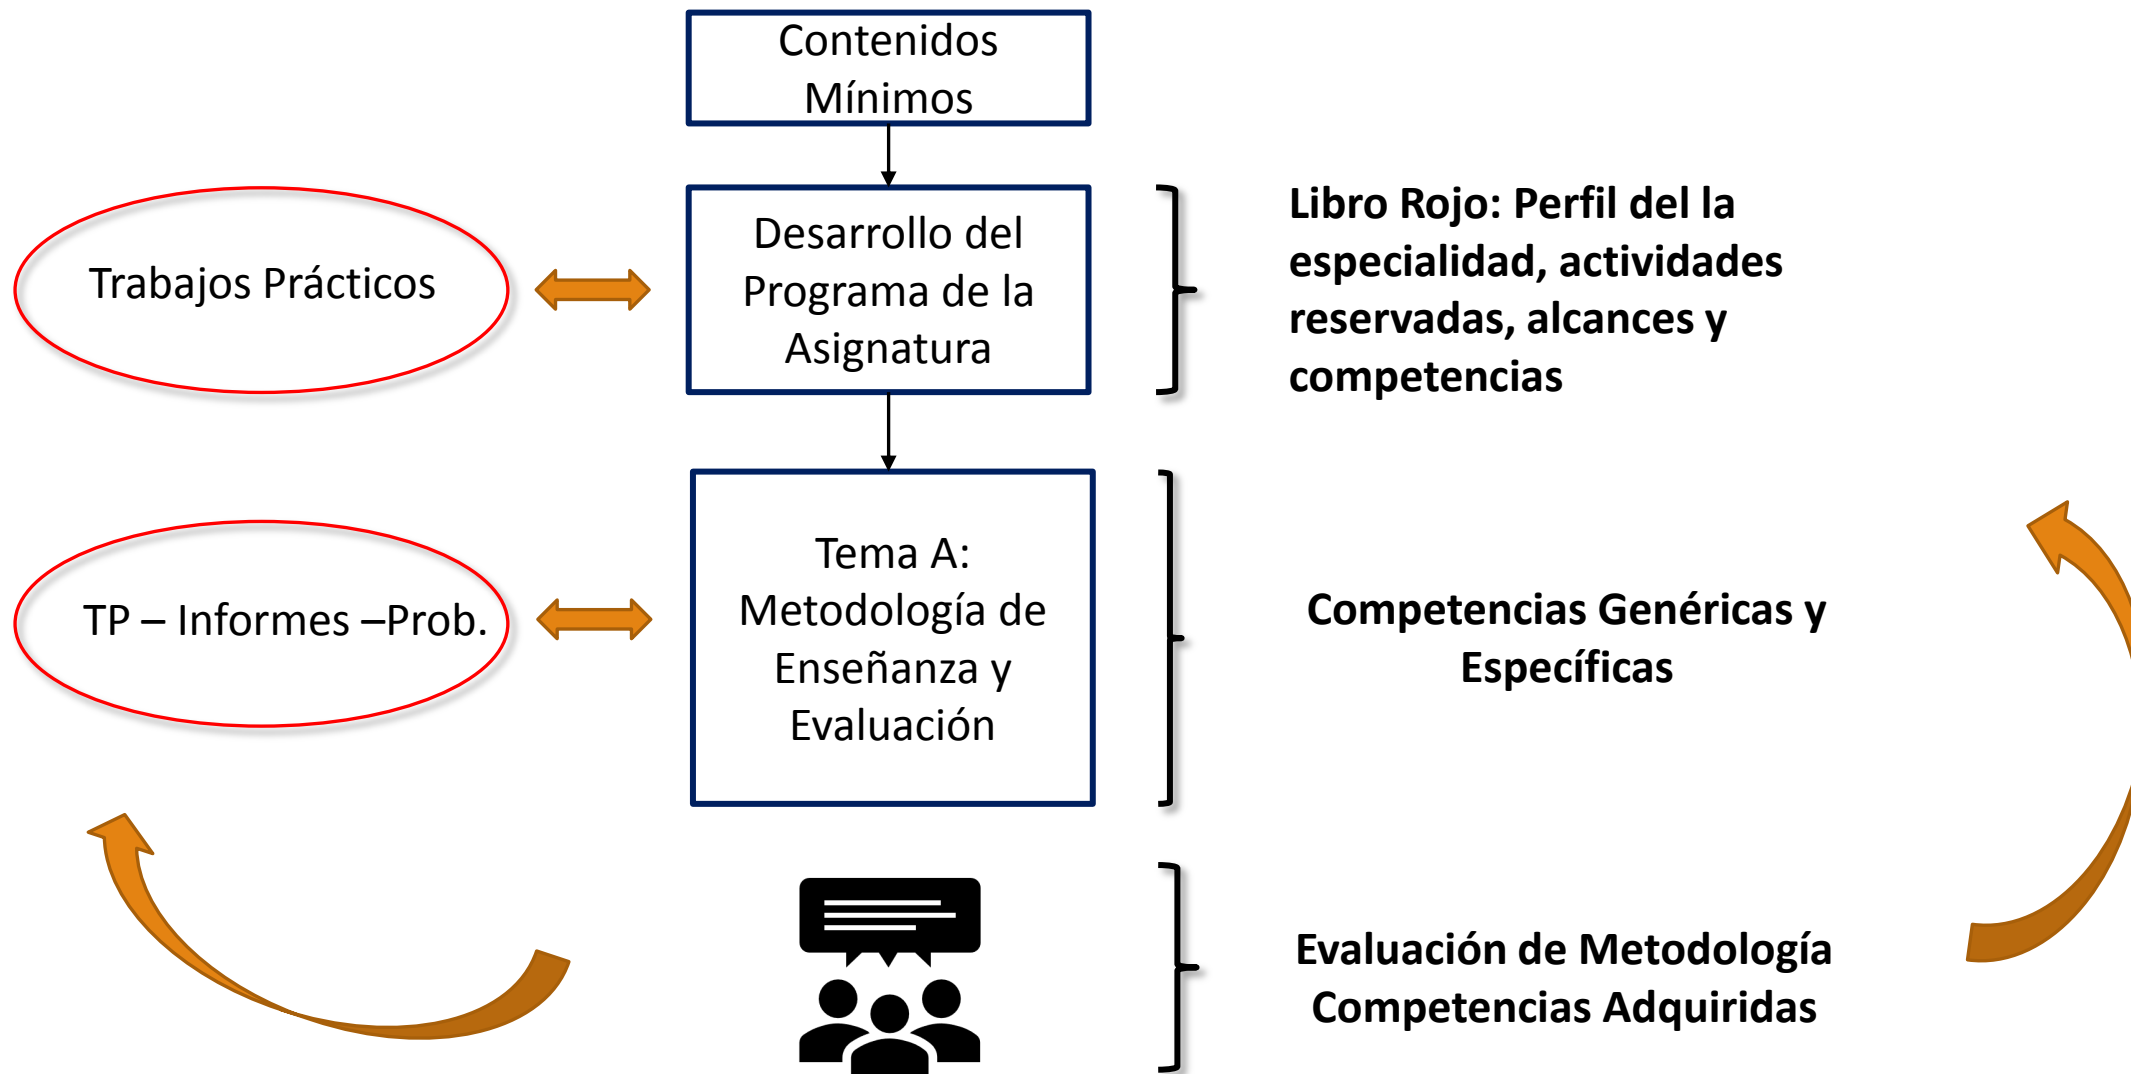 Contenidos
Mínimos
Trabajos Prácticos
Desarrollo del
Programa de la
Asignatura
Libro Rojo: Perfil del la
especialidad, actividades
reservadas, alcances y
competencias
TP – Informes –Prob.
Tema A:
Metodología de
Enseñanza y
Evaluación
Competencias Genéricas y
Específicas
Evaluación de Metodología
Competencias Adquiridas